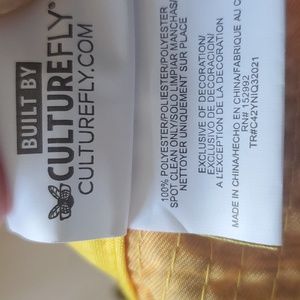 BUILT BY
CULTUREFLY®
CULTUREFLY.COM
100% POLYESTER/POLIÉSTER/POLYESTER
SPOT CLEAN ONLY/SOLO LIMPIAR MANCHAS/
NETTOYER UNIQUEMENT SUR PLACE
EXCLUSIVE OF DECORATION/
EXCLUSIVO DE DECORACIÓN/
A L'EXCEPTION DE LA DECORATION
MADE IN CHINA/HECHO EN CHINA/FABRIQUÉ AU C
RN# 152992
TR#C42YNIQ32021